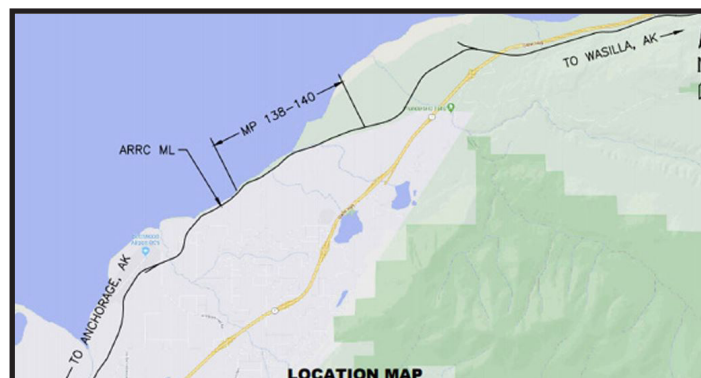 TO WASILLA, AK
MP 138-140
ARRC ML
TO ANCHORAGE, AK
LOCATION MAP